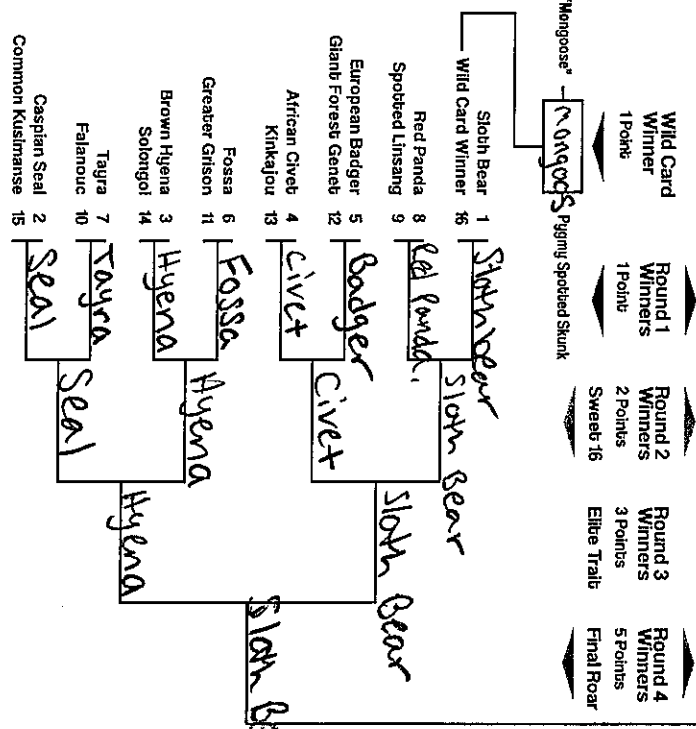 Wild Card
Winner
1 Point
Round 1
Winners
1 Point
Round 2
Winners
2 Points
Sweet 16
Round 3
Winners
3 Points
Elite Trait
Round 4
Winners
5 Points
Final Roar
"Mongoose"
Mongoos
Pygmy Spotted Skunk
Sloth Bear 1
Wild Card Winner 16
Red Panda 8
Spotted Linsang 9
European Badger 5
Giant Forest Genet 12
African Civet 4
Kinkajou 13
Fossa 6
Greater Grison 11
Brown Hyena 3
Solongoi 14
Tayra 7
Falanouc 10
Caspian Seal 2
Common Kusimanse 15
Sloth bear
Red Panda.
Badger
Civet
Fossa
Hyena
Tayra
Seal
Sloth Bear
Civet
Hyena
Seal
Sloth Bear
Hyena
Sloth Be